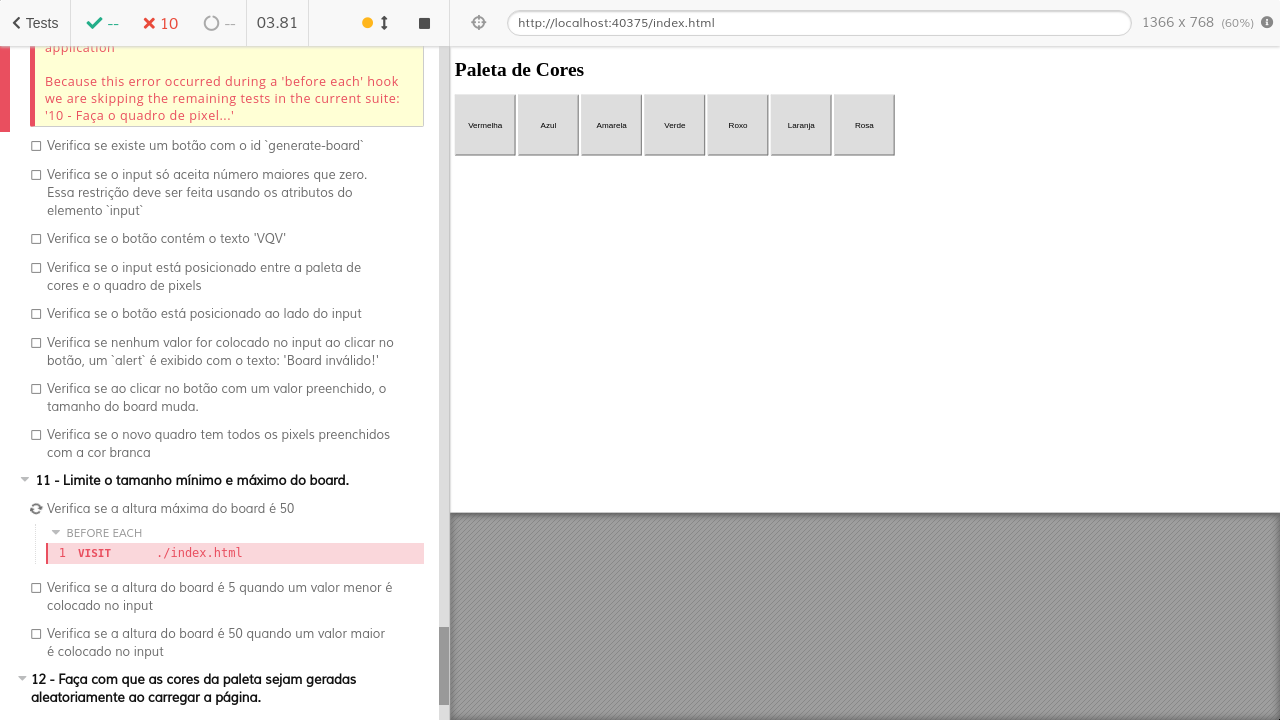 Tests
--
10
--
03.81
http://localhost:40375/index.html
1366 x 768 (60%)
application
Because this error occurred during a 'before each' hook
we are skipping the remaining tests in the current suite:
'10 - Faça o quadro de pixel...'
Verifica se existe um botão com o id `generate-board`
Verifica se o input só aceita número maiores que zero.
Essa restrição deve ser feita usando os atributos do
elemento `input`
Verifica se o botão contém o texto 'VQV'
Verifica se o input está posicionado entre a paleta de
cores e o quadro de pixels
Verifica se o botão está posicionado ao lado do input
Verifica se nenhum valor for colocado no input ao clicar no
botão, um `alert` é exibido com o texto: 'Board inválido!'
Verifica se ao clicar no botão com um valor preenchido, o
tamanho do board muda.
Verifica se o novo quadro tem todos os pixels preenchidos
com a cor branca
11 - Limite o tamanho mínimo e máximo do board.
Verifica se a altura máxima do board é 50
BEFORE EACH
1 VISIT ./index.html
Verifica se a altura do board é 5 quando um valor menor é
colocado no input
Verifica se a altura do board é 50 quando um valor maior
é colocado no input
12 - Faça com que as cores da paleta sejam geradas
aleatoriamente ao carregar a página.
Paleta de Cores
Vermelha Azul Amarela Verde Roxo Laranja Rosa